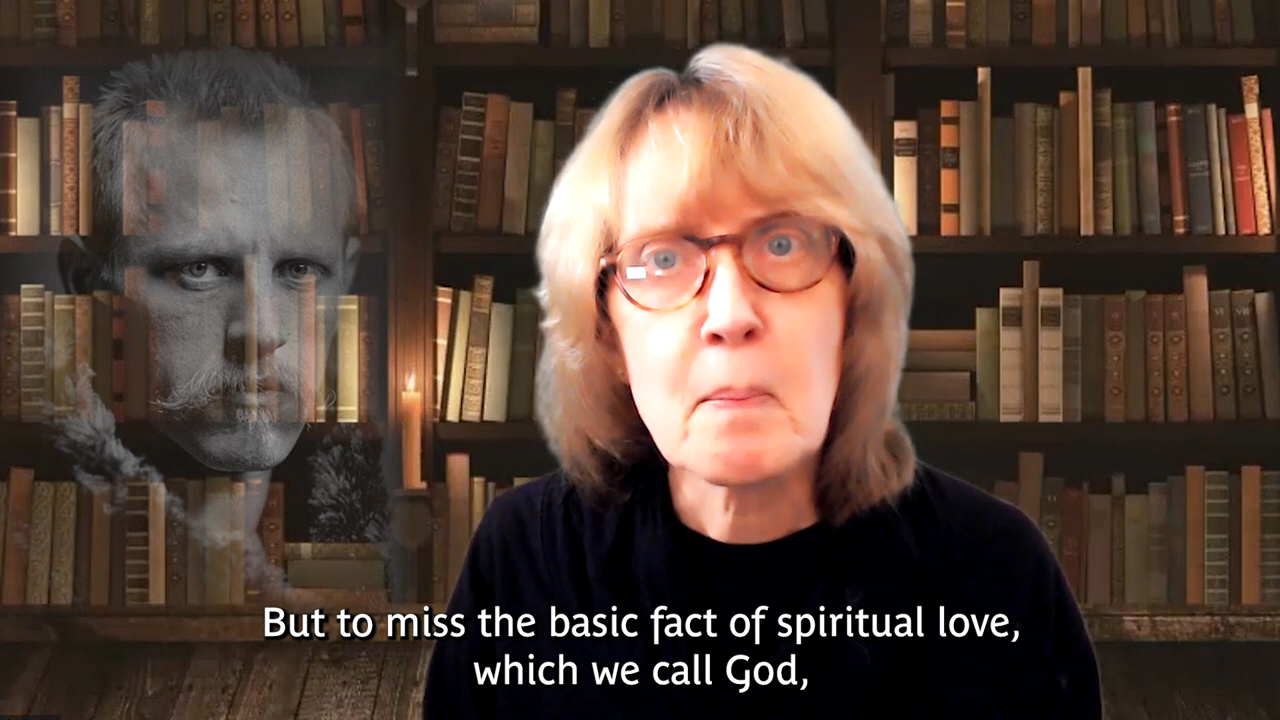 But to miss the basic fact of spiritual love,
which we call God,